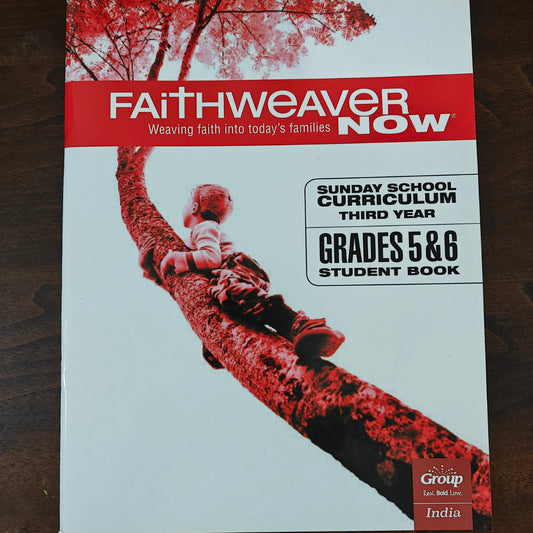 FAiTHWEAVER
NOW®
Weaving faith into today's families
SUNDAY SCHOOL
CURRICULUM
THIRD YEAR
GRADES 5&6
STUDENT BOOK
Group
Real. Bold. Love.
India